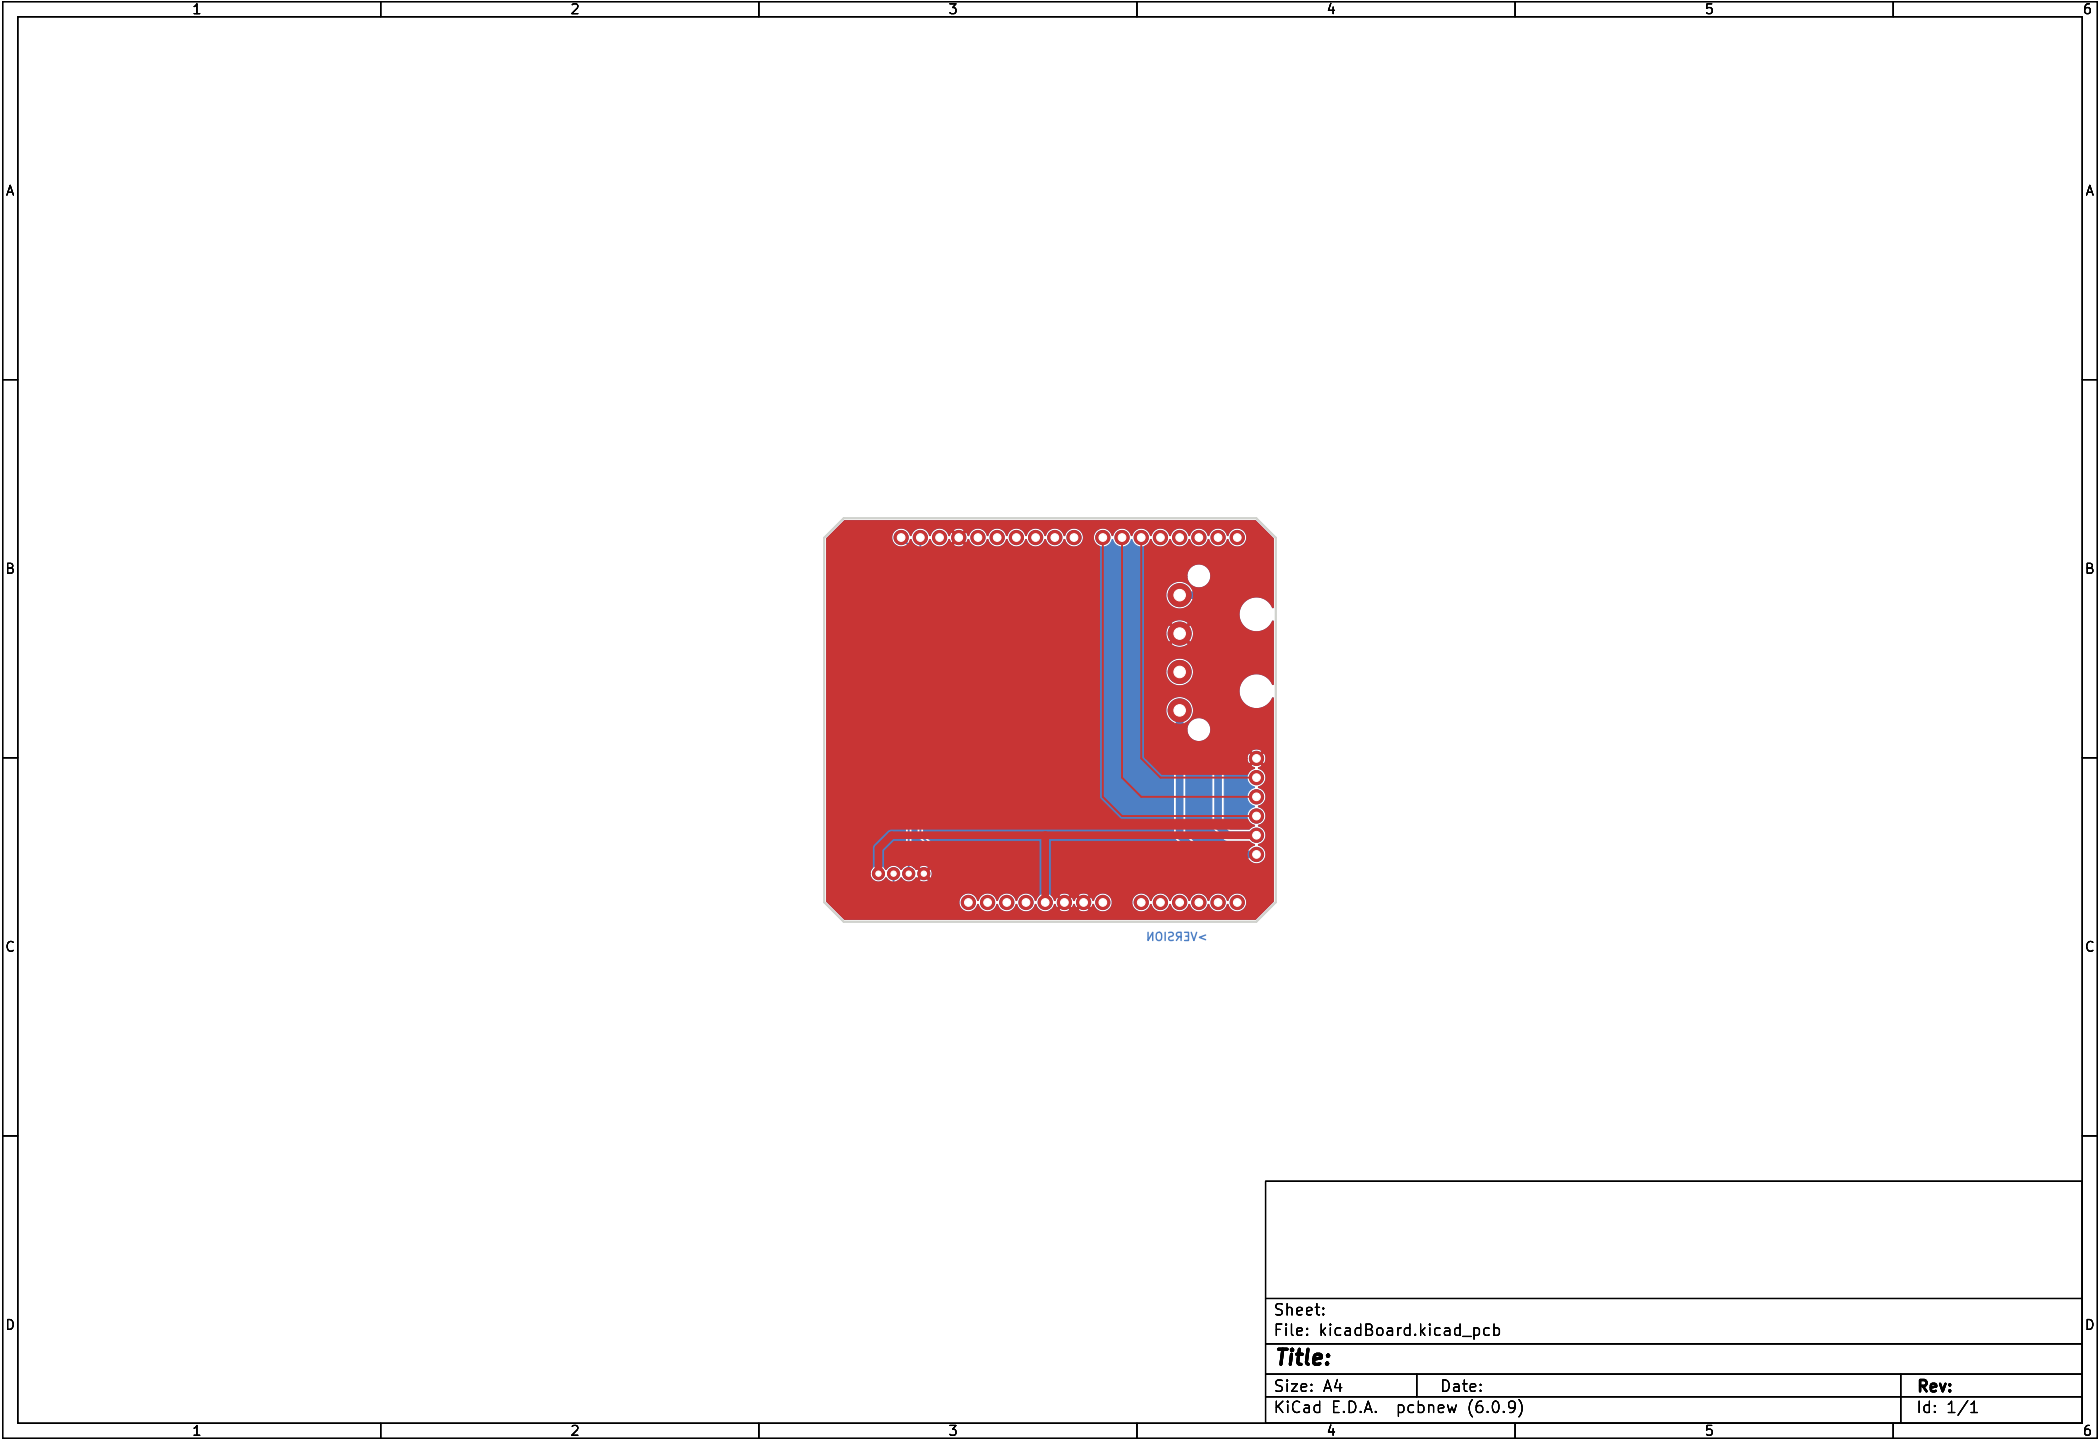 1 2 3 4 5 6
A A
B B
C C
>VERSION
D D
Sheet:
File: kicadBoard.kicad_pcb
Title:
Size: A4 Date: Rev:
KiCad E.D.A. pcbnew (6.0.9) Id: 1/1
1 2 3 4 5 6